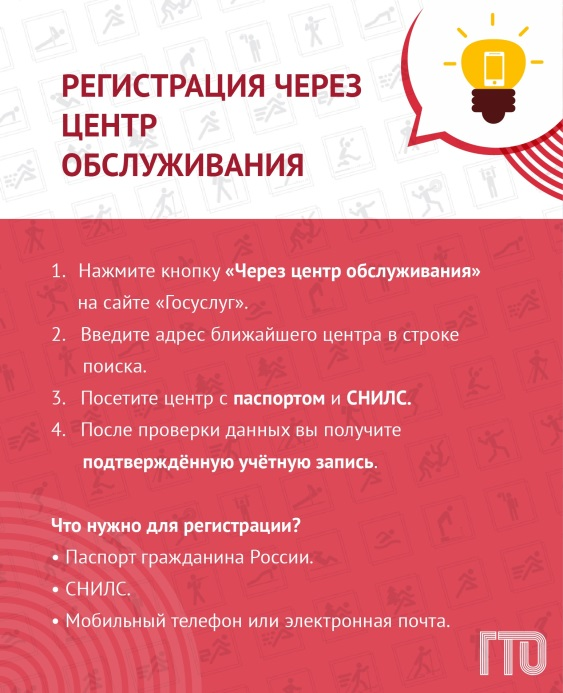 РЕГИСТРАЦИЯ ЧЕРЕЗ
ЦЕНТР
ОБСЛУЖИВАНИЯ
1. Нажмите кнопку «Через центр обслуживания»
на сайте «Госуслуг».
2. Введите адрес ближайшего центра в строке
поиска.
3. Посетите центр с паспортом и СНИЛС.
4. После проверки данных вы получите
подтверждённую учётную запись.
Что нужно для регистрации?
• Паспорт гражданина России.
• СНИЛС.
• Мобильный телефон или электронная почта.
ГТО